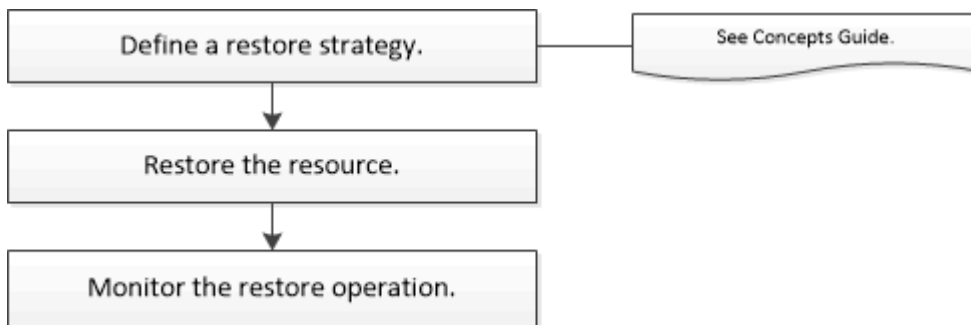 Define a restore strategy.
See Concepts Guide.
Restore the resource.
Monitor the restore operation.